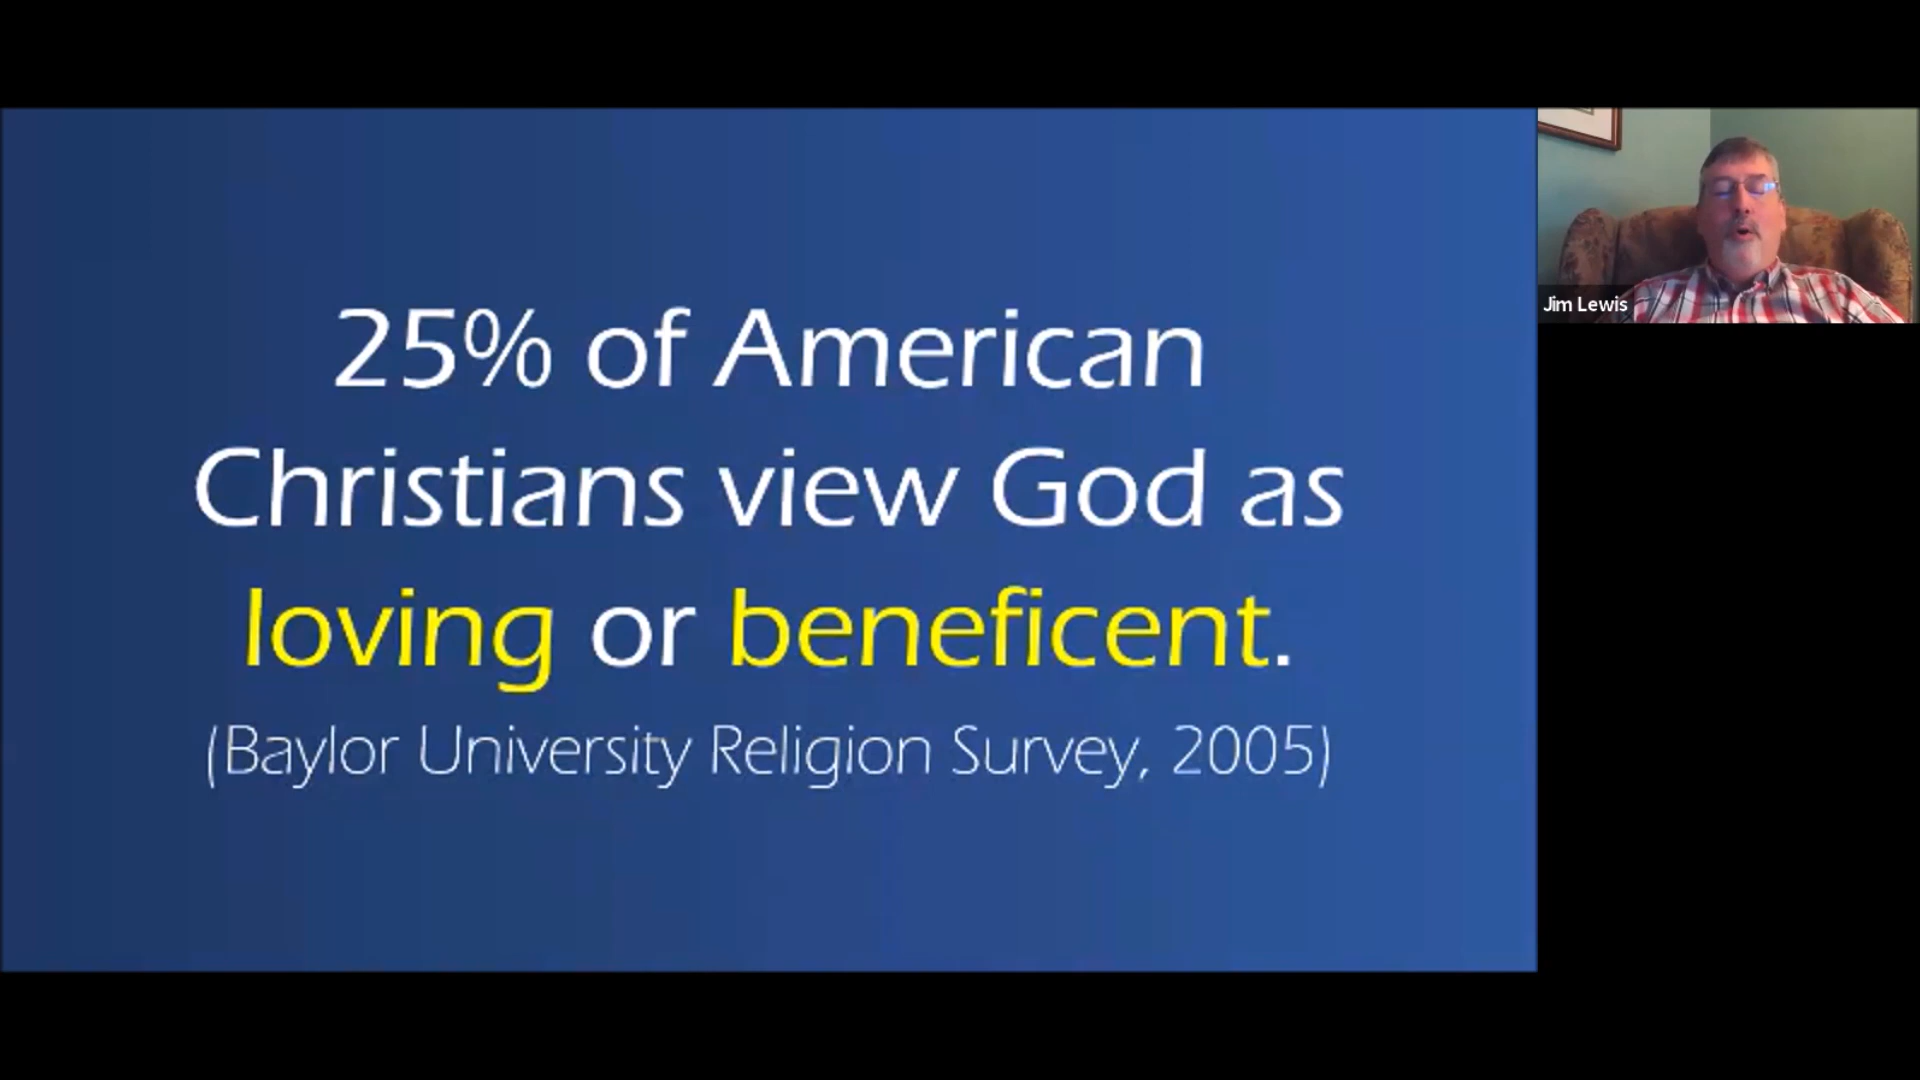 25% of American
Christians view God as
loving or beneficent.
(Baylor University Religion Survey, 2005)
Jim Lewis